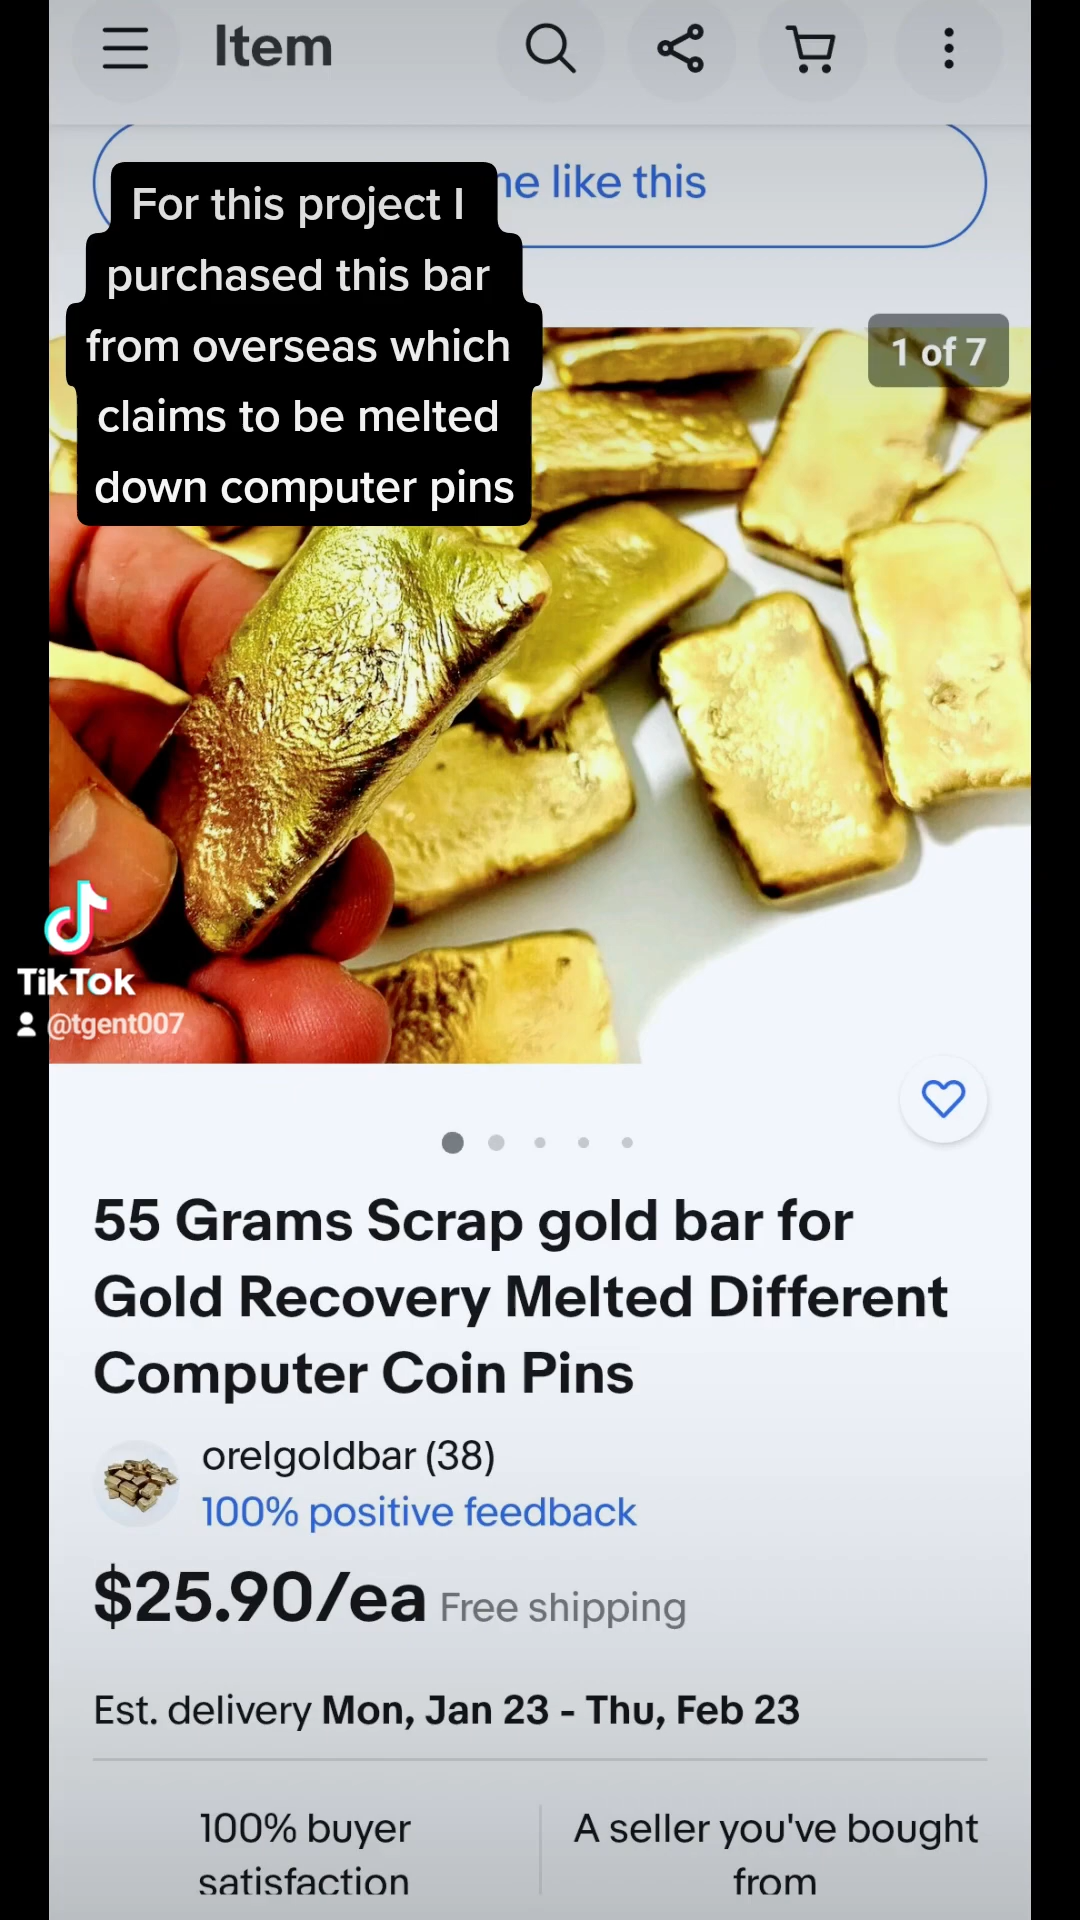 Item
ne like this
For this project I
purchased this bar
from overseas which
claims to be melted
down computer pins
1 of 7
TikTok
@tgent007
55 Grams Scrap gold bar for
Gold Recovery Melted Different
Computer Coin Pins
orelgoldbar (38)
100% positive feedback
$25.90/ea Free shipping
Est. delivery Mon, Jan 23 - Thu, Feb 23
100% buyer
satisfaction
A seller you've bought
from